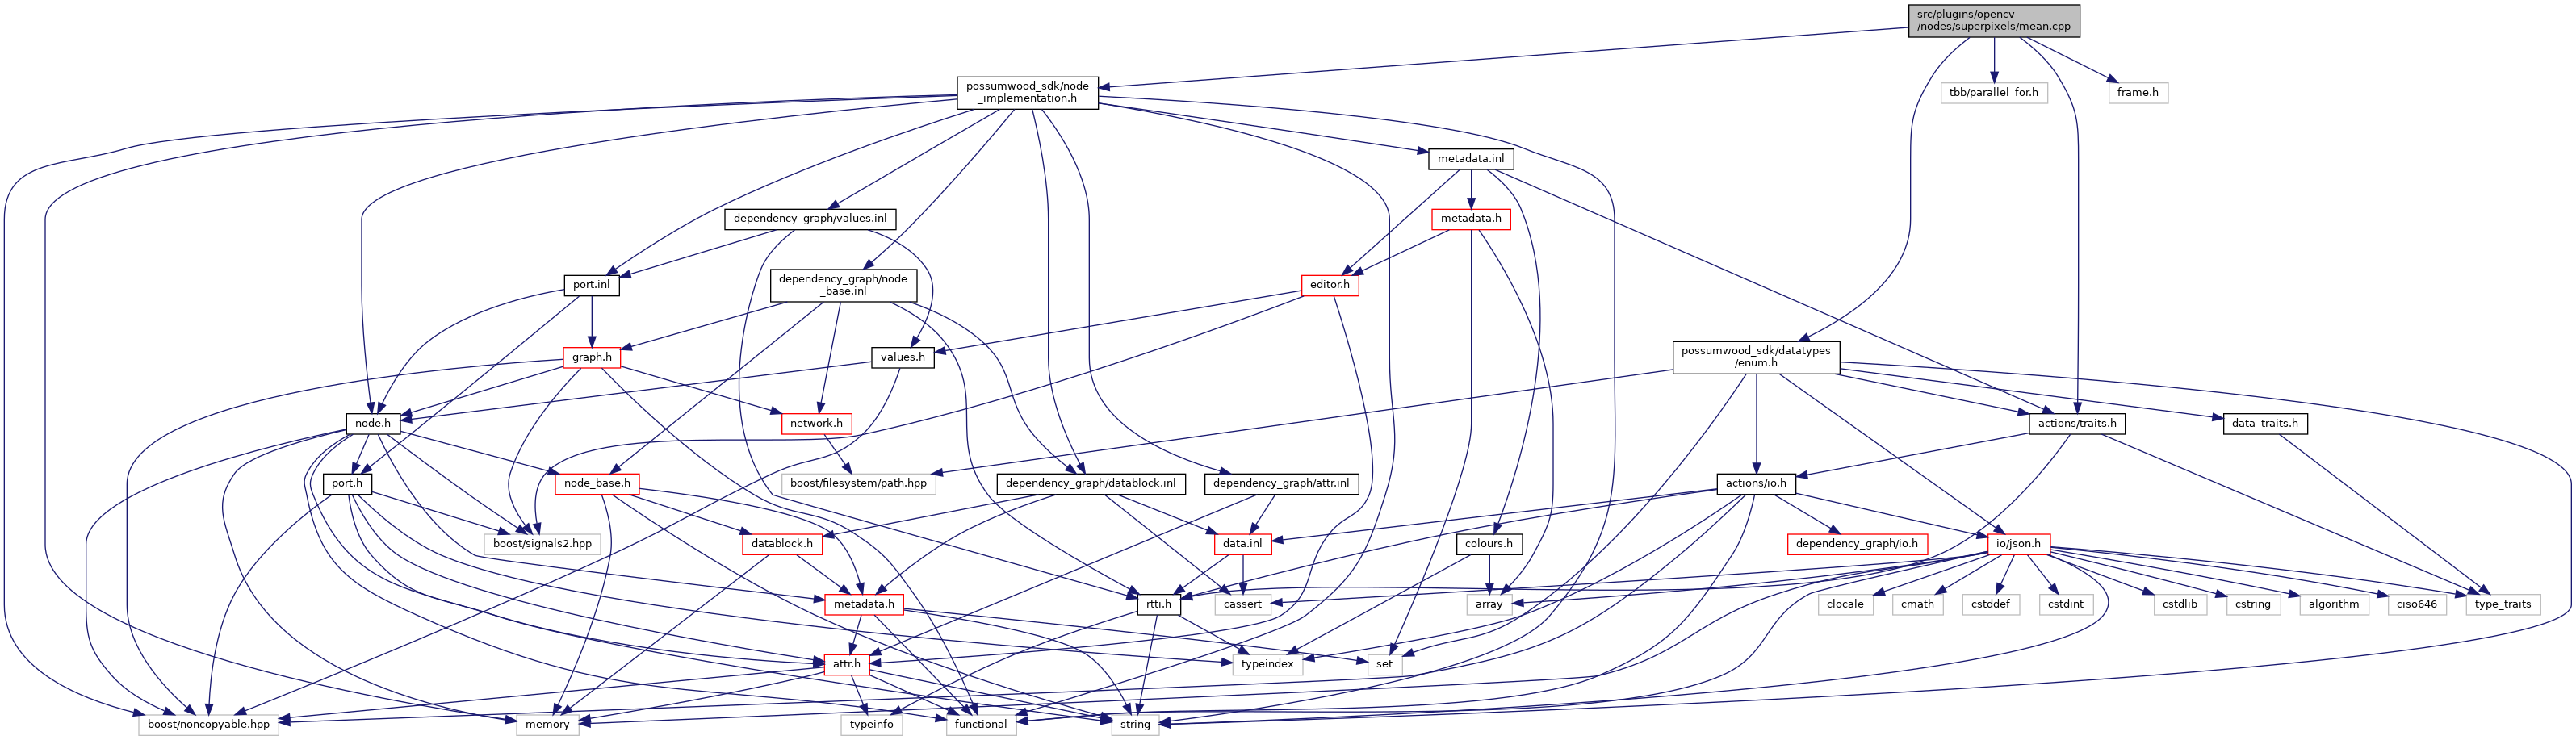 src/plugins/opencv
/nodes/superpixels/mean.cpp
possumwood_sdk/node
_implementation.h
tbb/parallel_for.h
frame.h
metadata.inl
dependency_graph/values.inl
metadata.h
port.inl
dependency_graph/node
_base.inl
editor.h
graph.h
values.h
possumwood_sdk/datatypes
/enum.h
node.h
network.h
actions/traits.h
data_traits.h
port.h
node_base.h
boost/filesystem/path.hpp
dependency_graph/datablock.inl
dependency_graph/attr.inl
actions/io.h
boost/signals2.hpp
datablock.h
data.inl
colours.h
dependency_graph/io.h
io/json.h
metadata.h
rtti.h
cassert
array
clocale
cmath
cstddef
cstdint
cstdlib
cstring
algorithm
ciso646
type_traits
attr.h
typeindex
set
boost/noncopyable.hpp
memory
typeinfo
functional
string